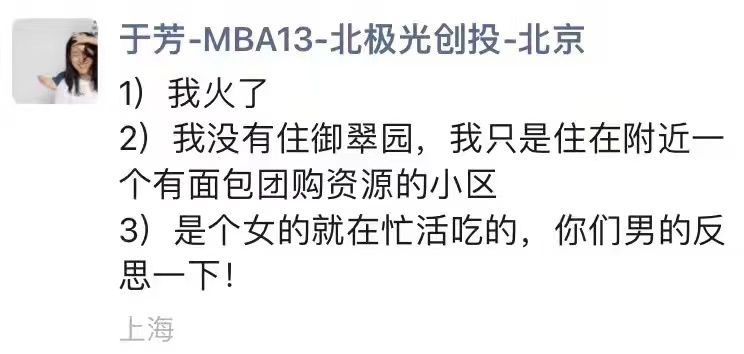 于芳-MBA13-北极光创投-北京
1）我火了
2）我没有住御翠园，我只是住在附近一
个有面包团购资源的小区
3）是个女的就在忙活吃的，你们男的反
思一下！
上海